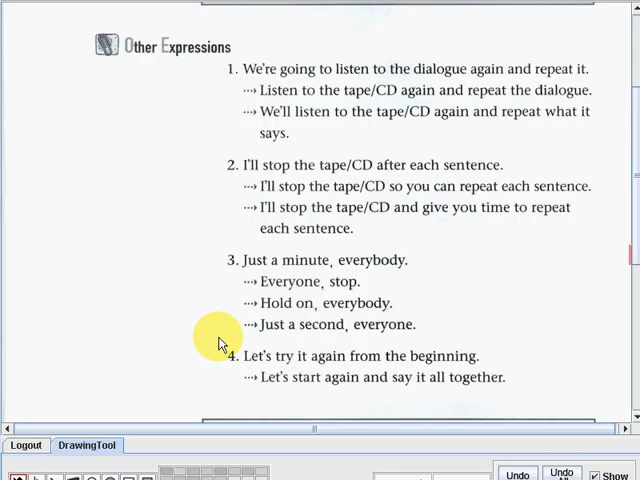 Other Expressions
1. We're going to listen to the dialogue again and repeat it.
⇢ Listen to the tape/CD again and repeat the dialogue.
⇢ We'll listen to the tape/CD again and repeat what it
says.
2. I'll stop the tape/CD after each sentence.
⇢ I'll stop the tape/CD so you can repeat each sentence.
⇢ I'll stop the tape/CD and give you time to repeat
each sentence.
3. Just a minute, everybody.
⇢ Everyone, stop.
⇢ Hold on, everybody.
⇢ Just a second, everyone.
4. Let's try it again from the beginning.
⇢ Let's start again and say it all together.
Logout DrawingTool
Undo Undo Show